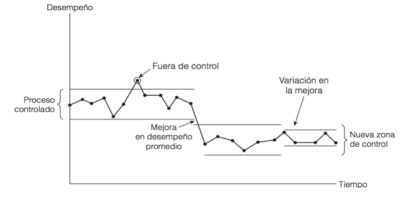 Desempeño
Fuera de control
Proceso
controlado
Variación en
la mejora
Mejora
en desempeño
promedio
Nueva zona
de control
Tiempo